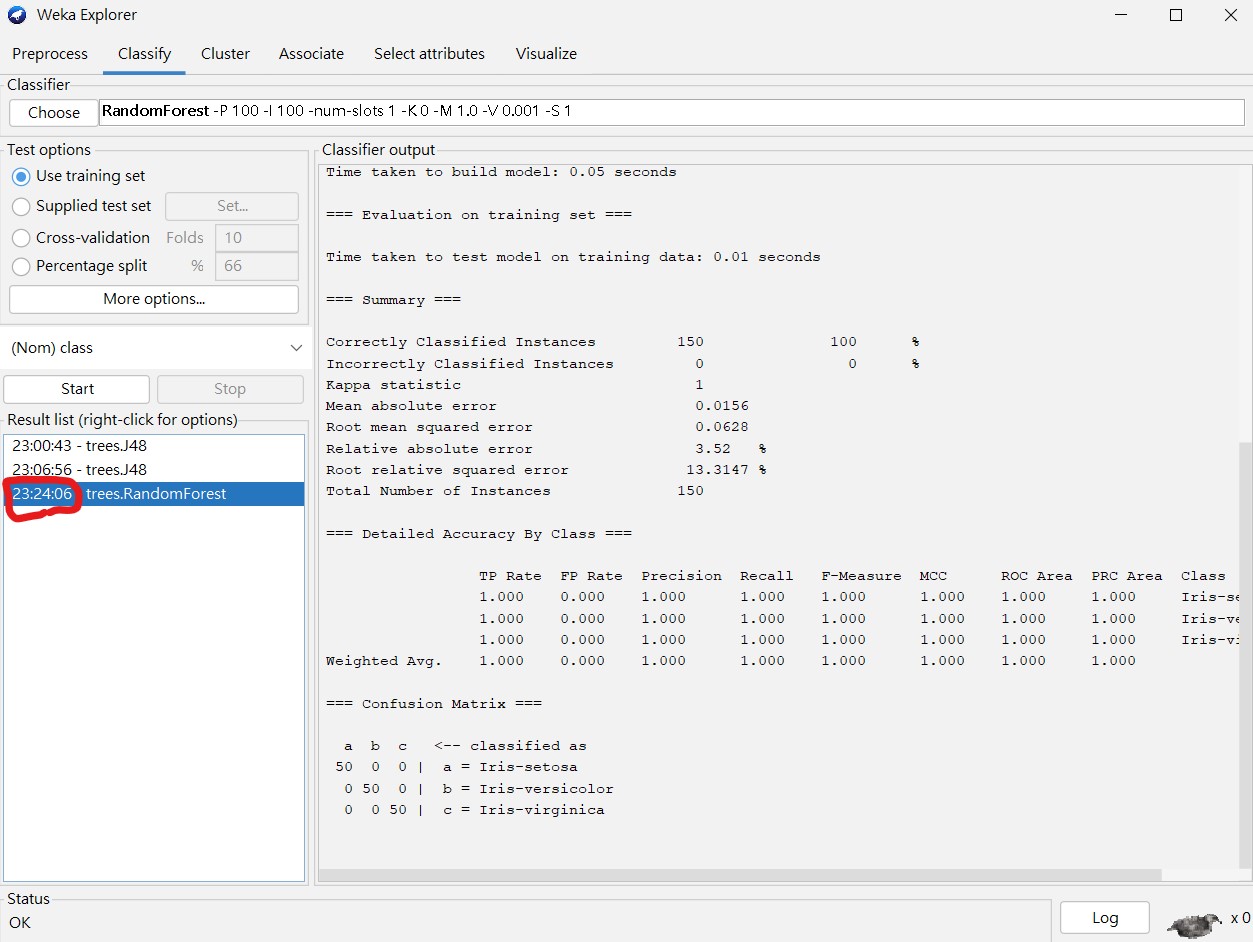 Weka Explorer
Preprocess Classify Cluster Associate Select attributes Visualize
Classifier
Choose RandomForest -P 100 -I 100 -num-slots 1 -K 0 -M 1.0 -V 0.001 -S 1
Test options
Use training set
Supplied test set Set...
Cross-validation Folds 10
Percentage split % 66
More options...
(Nom) class
Start Stop
Result list (right-click for options)
23:00:43 - trees.J48
23:06:56 - trees.J48
23:24:06 trees.RandomForest
Classifier output
Time taken to build model: 0.05 seconds
=== Evaluation on training set ===
Time taken to test model on training data: 0.01 seconds
=== Summary ===
Correctly Classified Instances 150 100 %
Incorrectly Classified Instances 0 0 %
Kappa statistic 1
Mean absolute error 0.0156
Root mean squared error 0.0628
Relative absolute error 3.52 %
Root relative squared error 13.3147 %
Total Number of Instances 150
=== Detailed Accuracy By Class ===
TP Rate FP Rate Precision Recall F-Measure MCC ROC Area PRC Area Class
1.000 0.000 1.000 1.000 1.000 1.000 1.000 1.000 Iris-se
1.000 0.000 1.000 1.000 1.000 1.000 1.000 1.000 Iris-ve
1.000 0.000 1.000 1.000 1.000 1.000 1.000 1.000 Iris-vi
Weighted Avg. 1.000 0.000 1.000 1.000 1.000 1.000 1.000 1.000
=== Confusion Matrix ===
a b c <-- classified as
50 0 0 | a = Iris-setosa
0 50 0 | b = Iris-versicolor
0 0 50 | c = Iris-virginica
Status
OK
Log x 0